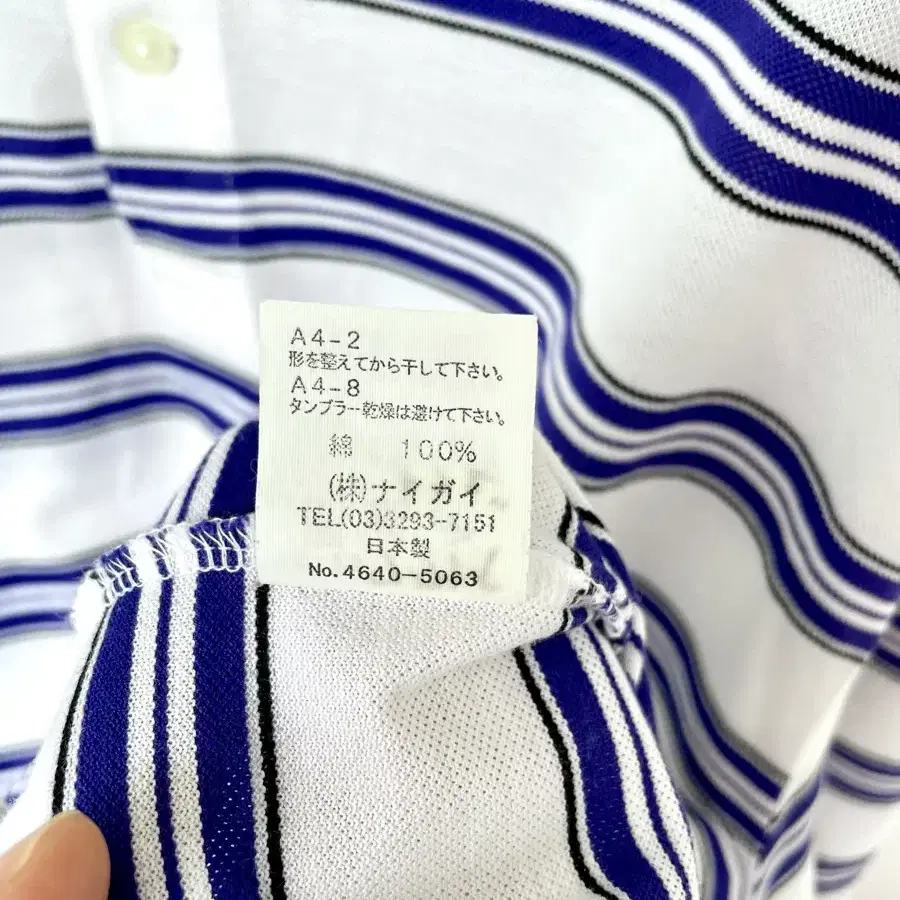 A4-2
形を整えてから干して下さい。
A4-8
タンブラー乾燥は避けて下さい。
綿 100%
(株)ナイガイ
TEL(03)3293-7151
日本製
No.4640-5063